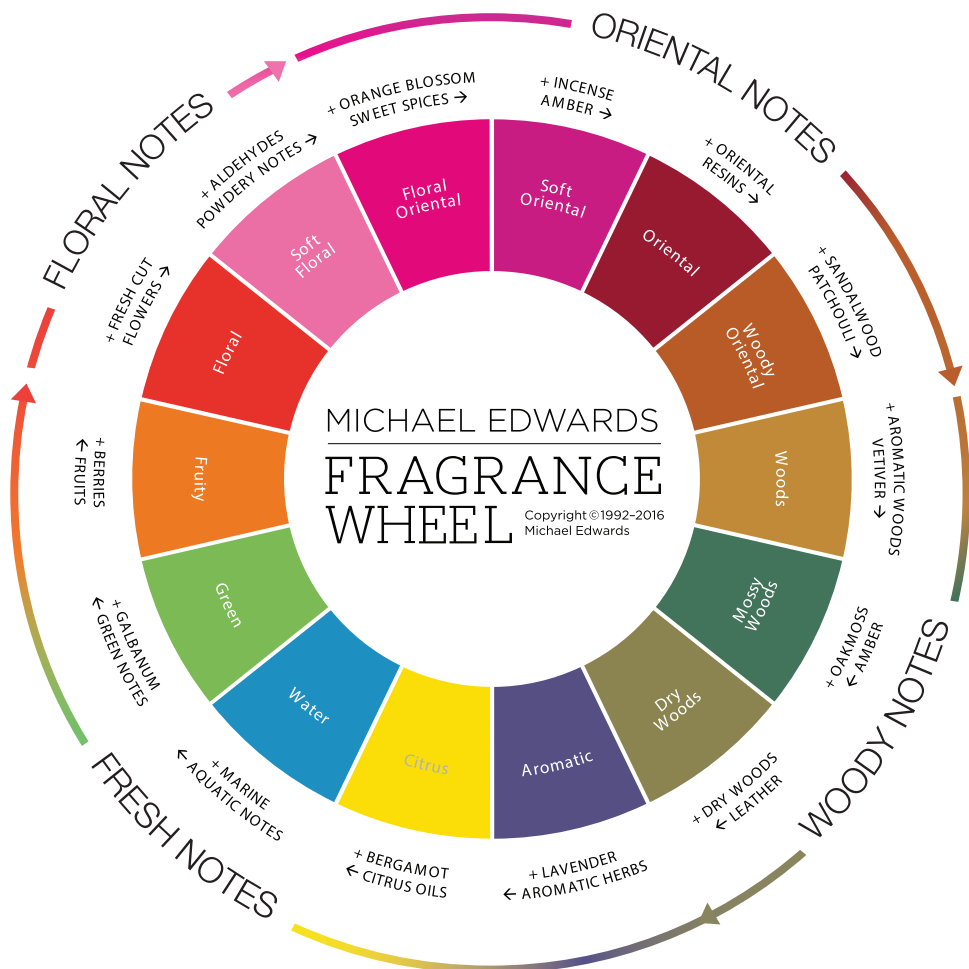 ORIENTAL NOTES
FLORAL NOTES
WOODY NOTES
FRESH NOTES
+ INCENSE
AMBER →
+ ORIENTAL
RESINS →
+ SANDALWOOD
PATCHOULI →
+ AROMATIC WOODS
VETIVER →
+ OAKMOSS
← AMBER
+ DRY WOODS
← LEATHER
+ LAVENDER
← AROMATIC HERBS
+ BERGAMOT
← CITRUS OILS
+ MARINE
← AQUATIC NOTES
+ GALBANUM
← GREEN NOTES
+ BERRIES
← FRUITS
+ FRESH CUT
FLOWERS →
+ ALDEHYDES
POWDERY NOTES →
+ ORANGE BLOSSOM
SWEET SPICES →
Soft
Oriental
Oriental
Woody
Oriental
Woods
Mossy
Woods
Dry
Woods
Aromatic
Citrus
Water
Green
Fruity
Floral
Soft
Floral
Floral
Oriental
MICHAEL EDWARDS
FRAGRANCE
WHEEL
Copyright ©1992–2016
Michael Edwards